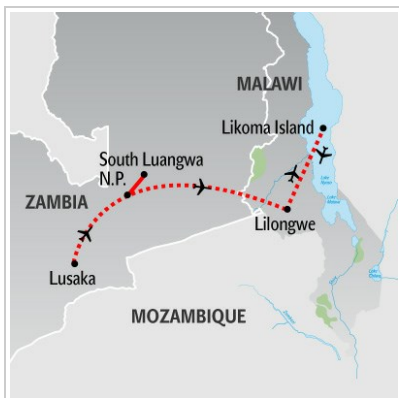 MALAWI
Likoma Island
South Luangwa
N.P.
ZAMBIA
Lilongwe
Lusaka
MOZAMBIQUE